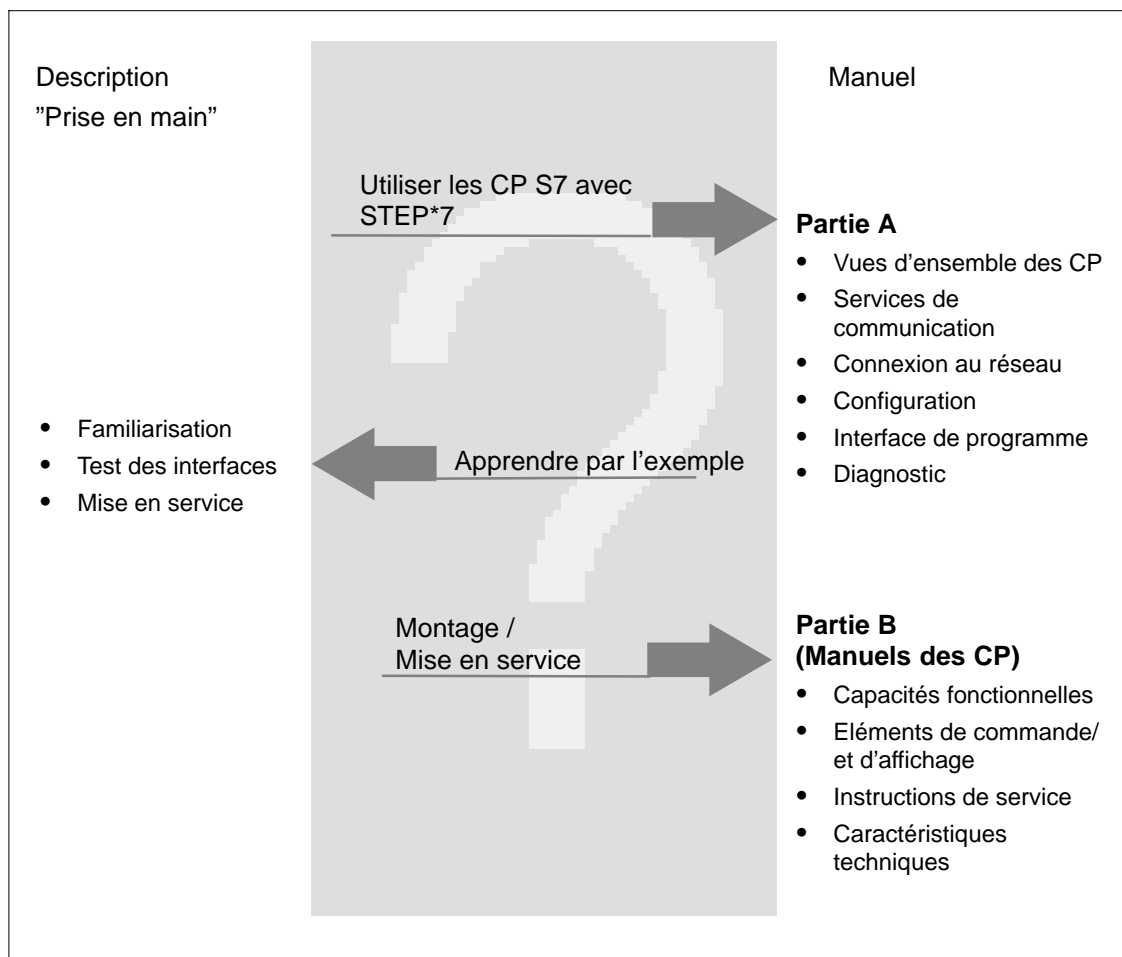 Description
”Prise en main”
Manuel
Utiliser les CP S7 avec
STEP*7
Partie A
• Vues d’ensemble des CP
• Services de
communication
• Connexion au réseau
• Configuration
• Interface de programme
• Diagnostic
• Familiarisation
• Test des interfaces
• Mise en service
Apprendre par l’exemple
Montage /
Mise en service
Partie B
(Manuels des CP)
• Capacités fonctionnelles
• Eléments de commande/
et d’affichage
• Instructions de service
• Caractéristiques
techniques